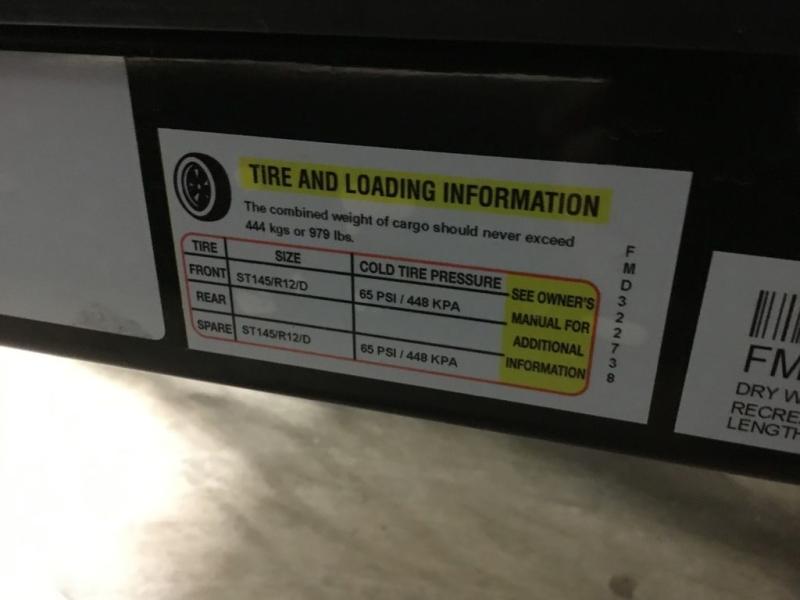 TIRE AND LOADING INFORMATION
The combined weight of cargo should never exceed
444 kgs or 979 lbs.
TIRE SIZE COLD TIRE PRESSURE
FRONT ST145/R12/D 65 PSI / 448 KPA
REAR
SPARE ST145/R12/D 65 PSI / 448 KPA
SEE OWNER'S
MANUAL FOR
ADDITIONAL
INFORMATION
F
M
D
3
2
2
7
3
8
FM
DRY W
RECRE
LENGTH